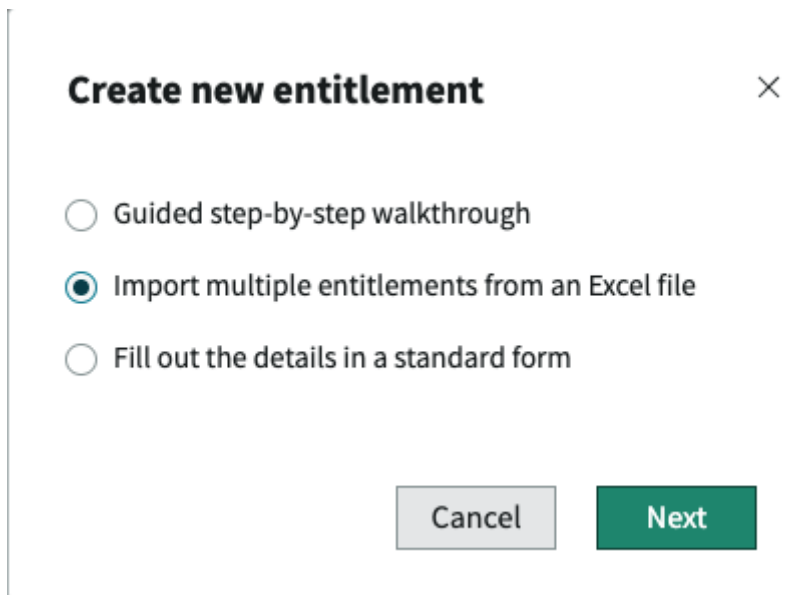 Create new entitlement
Guided step-by-step walkthrough
Import multiple entitlements from an Excel file
Fill out the details in a standard form
Cancel Next